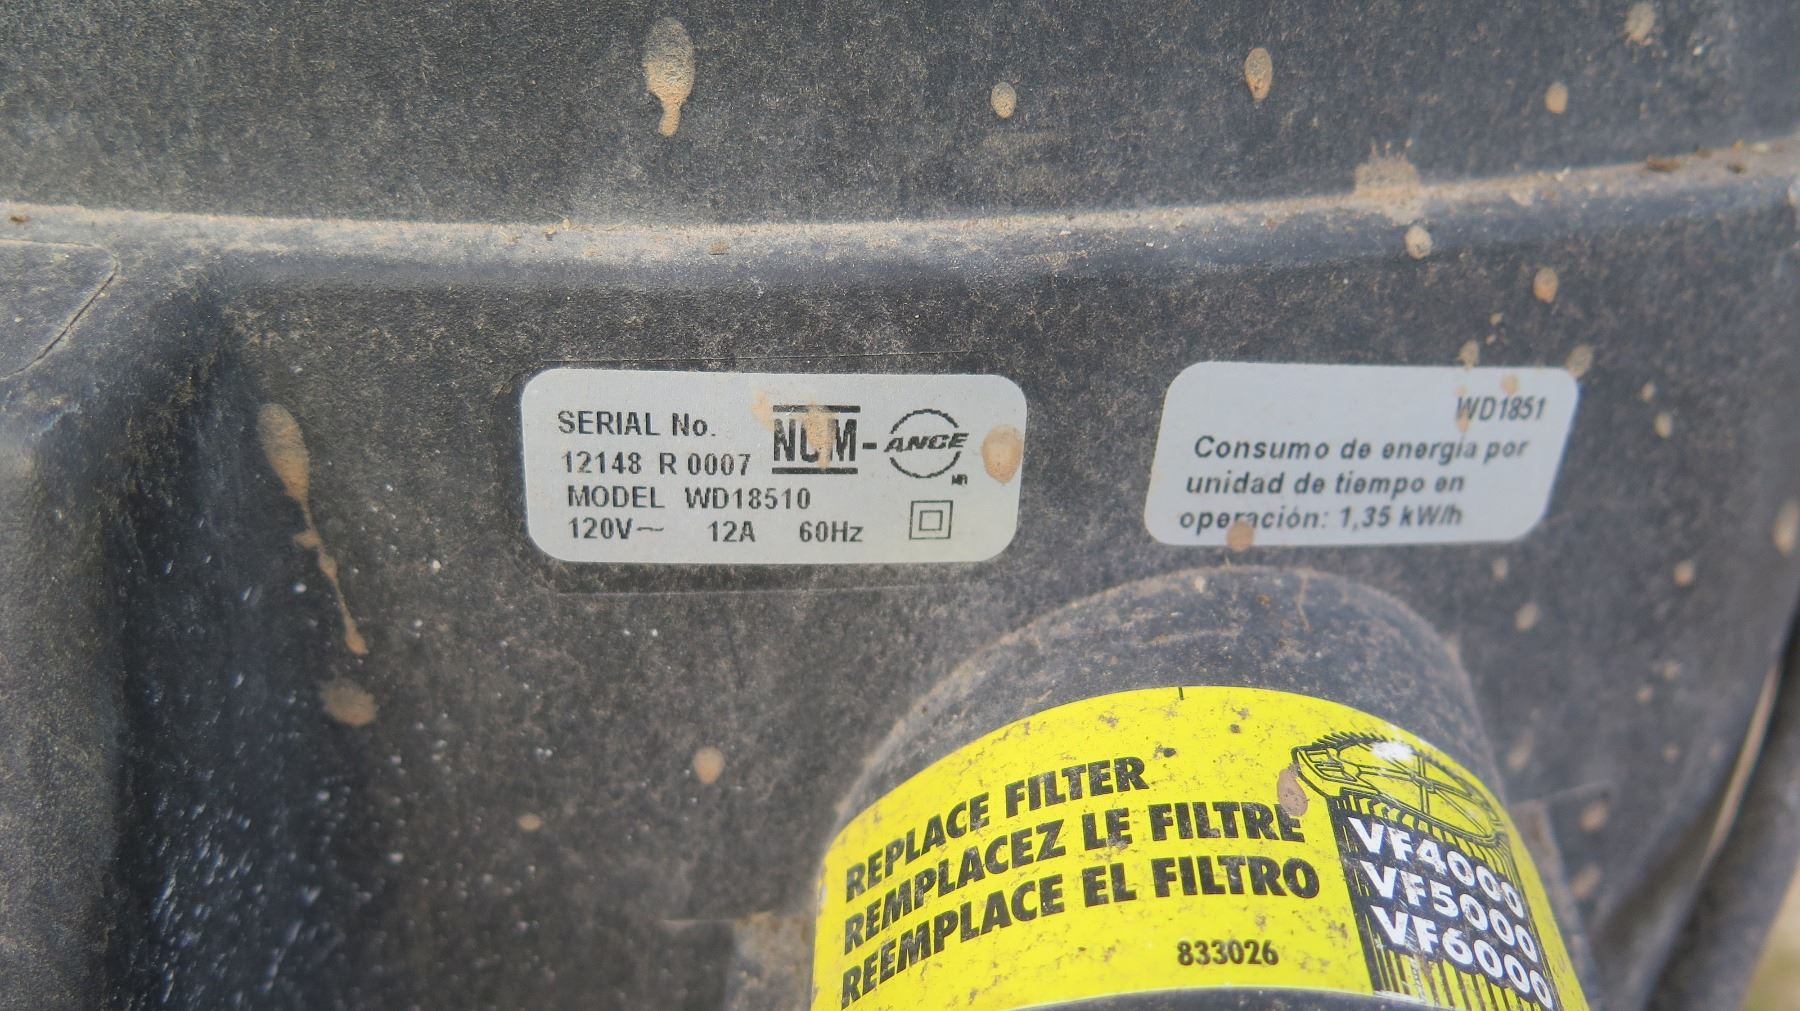 SERIAL No.
12148 R 0007
MODEL WD18510
120V~ 12A 60Hz
NOM-ANCE
MR
WD1851
Consumo de energía por
unidad de tiempo en
operación: 1,35 kW/h
REPLACE FILTER
REMPLACEZ LE FILTRE
REEMPLACE EL FILTRO
833026
VF4000
VF5000
VF6000